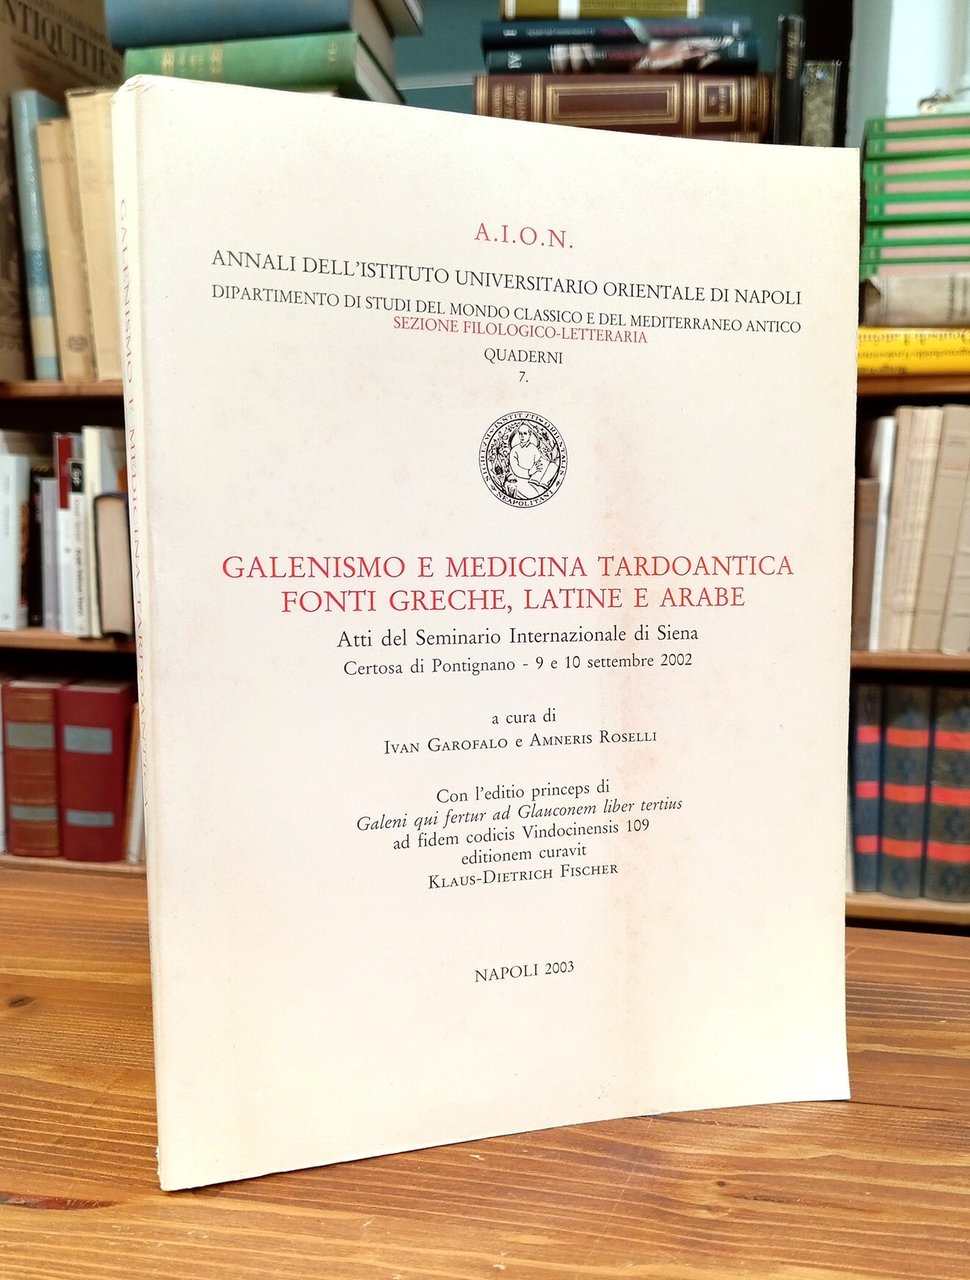 A.I.O.N.
ANNALI DELL'ISTITUTO UNIVERSITARIO ORIENTALE DI NAPOLI
DIPARTIMENTO DI STUDI DEL MONDO CLASSICO E DEL MEDITERRANEO ANTICO
SEZIONE FILOLOGICO-LETTERARIA
QUADERNI
7.
GALENISMO E MEDICINA TARDOANTICA
FONTI GRECHE, LATINE E ARABE
Atti del Seminario Internazionale di Siena
Certosa di Pontignano - 9 e 10 settembre 2002
a cura di
IVAN GAROFALO e AMNERIS ROSELLI
Con l'editio princeps di
Galeni qui fertur ad Glauconem liber tertius
ad fidem codicis Vindocinensis 109
editionem curavit
KLAUS-DIETRICH FISCHER
NAPOLI 2003
GALENISMO E MEDICINA TARDOANTICA